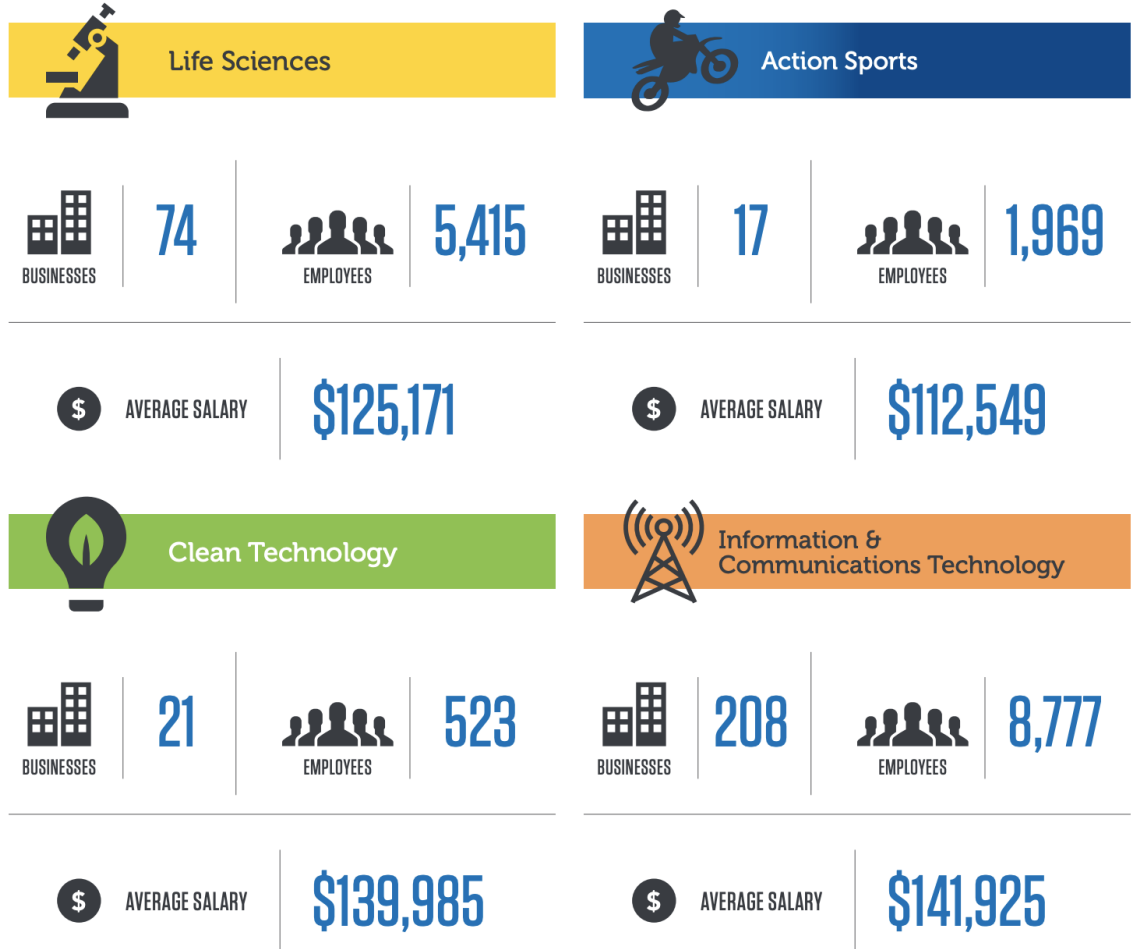 Life Sciences
74
5,415
BUSINESSES
EMPLOYEES
$
AVERAGE SALARY
$125,171
Action Sports
17
1,969
BUSINESSES
EMPLOYEES
$
AVERAGE SALARY
$112,549
Clean Technology
21
523
BUSINESSES
EMPLOYEES
$
AVERAGE SALARY
$139,985
Information &
Communications Technology
208
8,777
BUSINESSES
EMPLOYEES
$
AVERAGE SALARY
$141,925